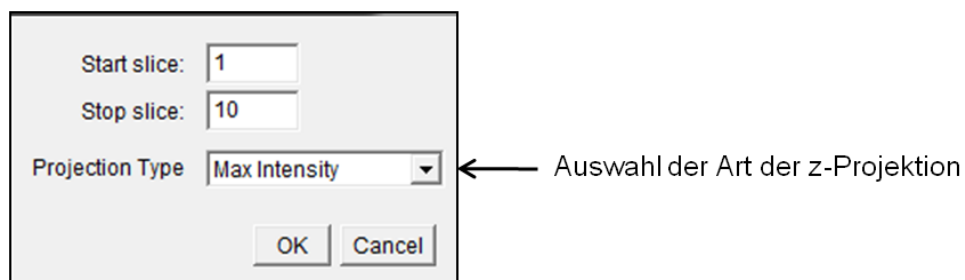 Start slice: 1
Stop slice: 10
Projection Type Max Intensity
Auswahl der Art der z-Projektion
OK Cancel